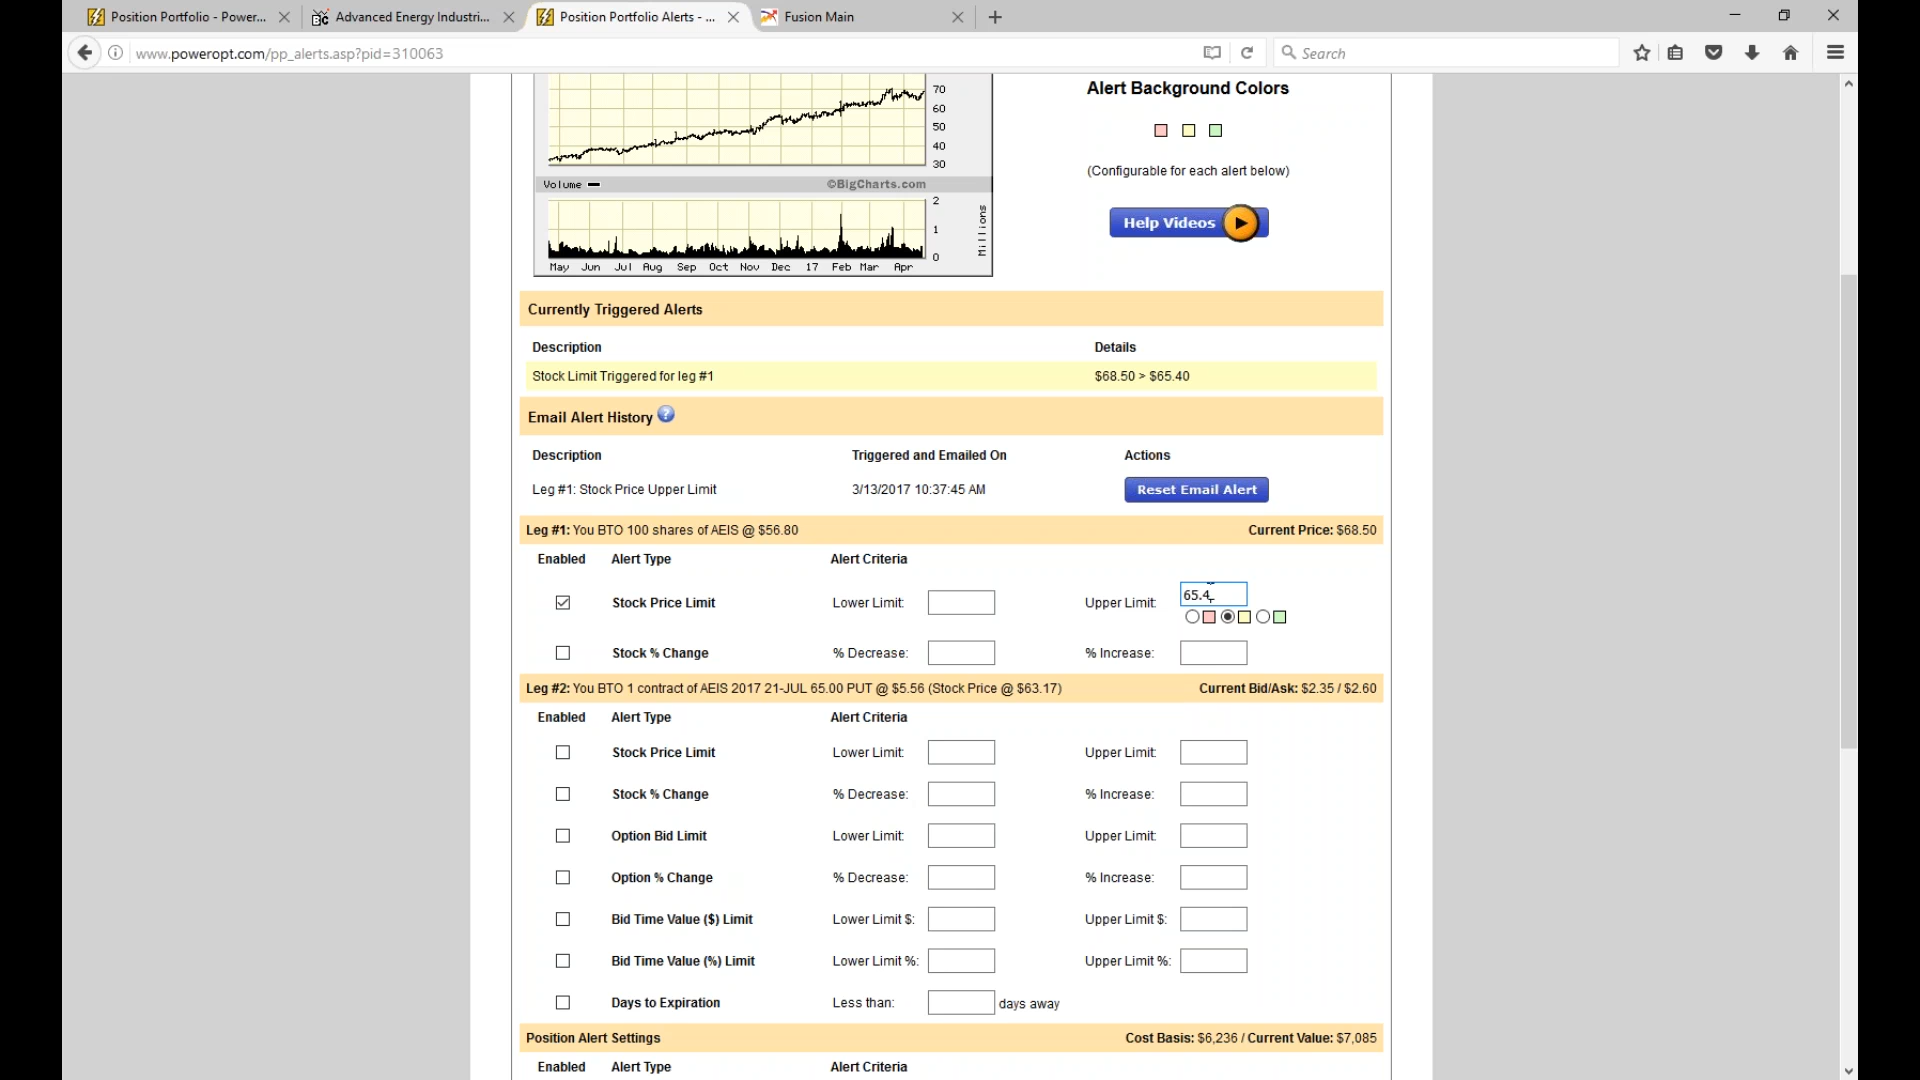 Position Portfolio - Power...
Advanced Energy Industri...
Position Portfolio Alerts - ...
Fusion Main
www.poweropt.com/pp_alerts.asp?pid=310063
Search
70
60
50
40
30
Volume
©BigCharts.com
2
1
0
Millions
May Jun Jul Aug Sep Oct Nov Dec 17 Feb Mar Apr
Alert Background Colors
(Configurable for each alert below)
Help Videos
Currently Triggered Alerts
Description Details
Stock Limit Triggered for leg #1 $68.50 > $65.40
Email Alert History ?
Description Triggered and Emailed On Actions
Leg #1: Stock Price Upper Limit 3/13/2017 10:37:45 AM Reset Email Alert
Leg #1: You BTO 100 shares of AEIS @ $56.80 Current Price: $68.50
Enabled Alert Type Alert Criteria
Stock Price Limit Lower Limit: Upper Limit: 65.4
Stock % Change % Decrease: % Increase:
Leg #2: You BTO 1 contract of AEIS 2017 21-JUL 65.00 PUT @ $5.56 (Stock Price @ $63.17) Current Bid/Ask: $2.35 / $2.60
Enabled Alert Type Alert Criteria
Stock Price Limit Lower Limit: Upper Limit:
Stock % Change % Decrease: % Increase:
Option Bid Limit Lower Limit: Upper Limit:
Option % Change % Decrease: % Increase:
Bid Time Value ($) Limit Lower Limit $: Upper Limit $:
Bid Time Value (%) Limit Lower Limit %: Upper Limit %:
Days to Expiration Less than: days away
Position Alert Settings Cost Basis: $6,236 / Current Value: $7,085
Enabled Alert Type Alert Criteria